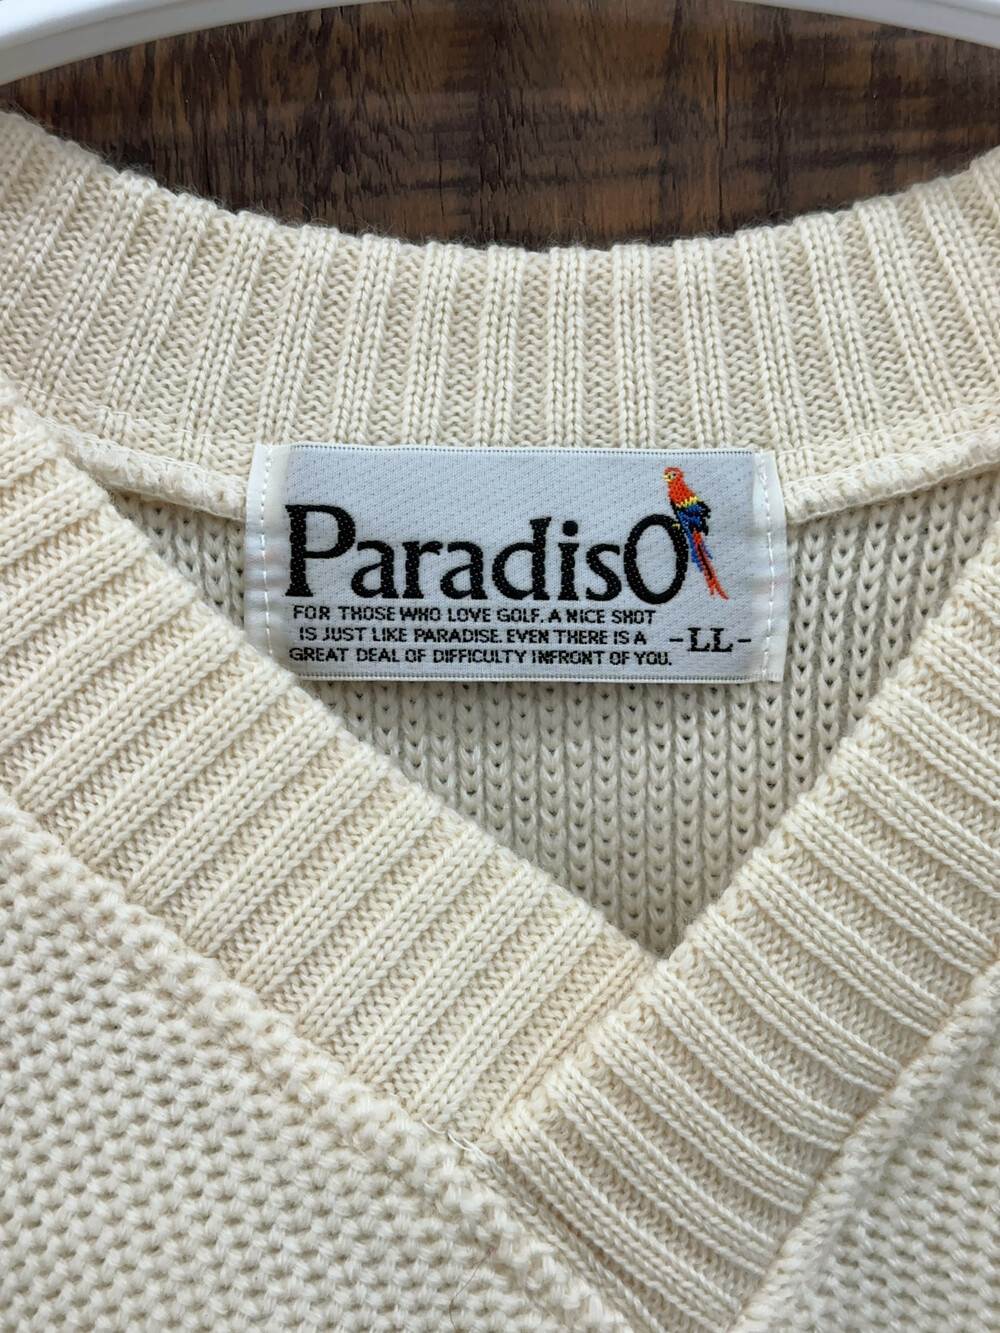 Paradiso
FOR THOSE WHO LOVE GOLF. A NICE SHOT
IS JUST LIKE PARADISE. EVEN THERE IS A
GREAT DEAL OF DIFFICULTY INFRONT OF YOU.
-LL-